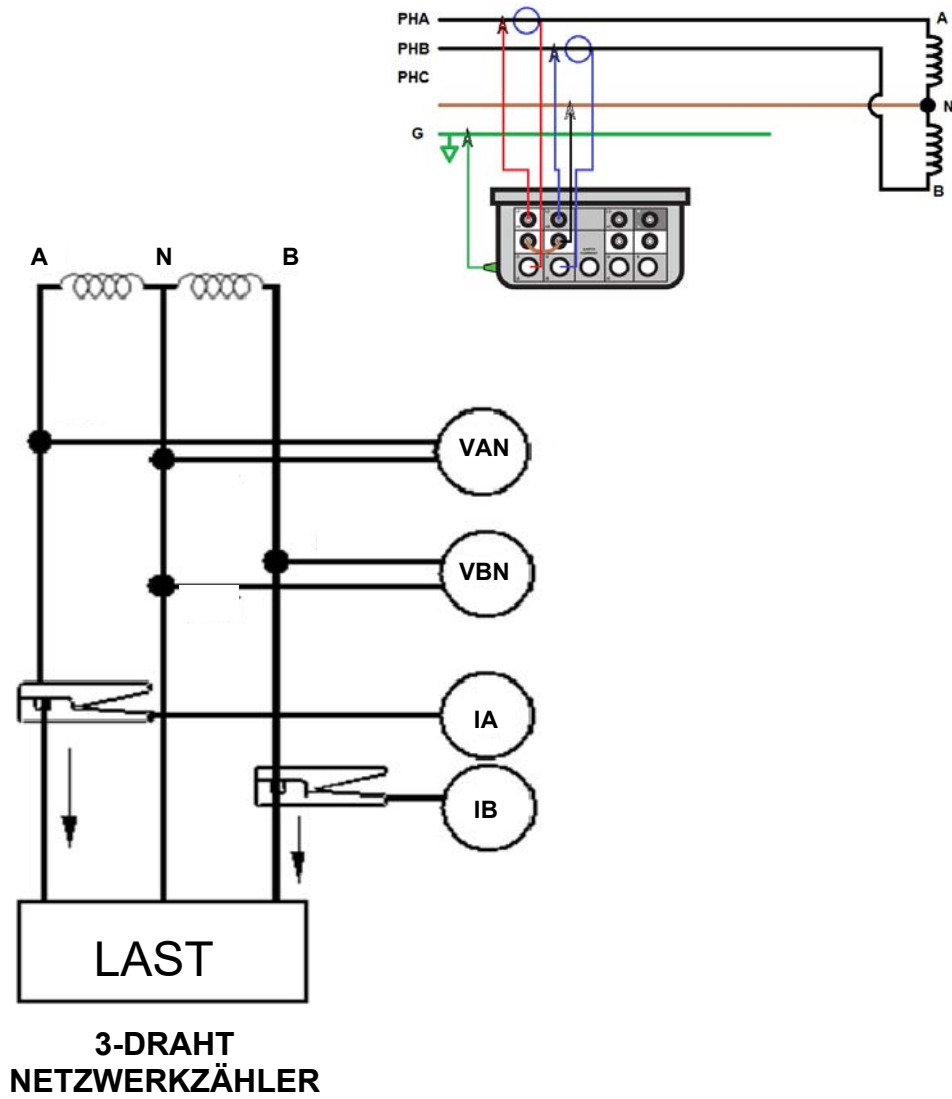 PHA
A
PHB
PHC
N
G
B
A N B
VAN
VBN
IA
IB
LAST
3-DRAHT
NETZWERKZÄHLER